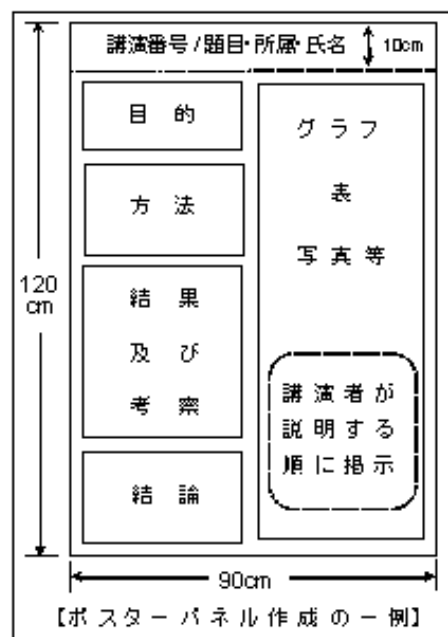 講演番号/題目・所属・氏名
10cm
目的
方法
結果
及び
考察
結論
グラフ
表
写真等
講演者が
説明する
順に掲示
120
cm
90cm
【ポスターパネル作成の一例】